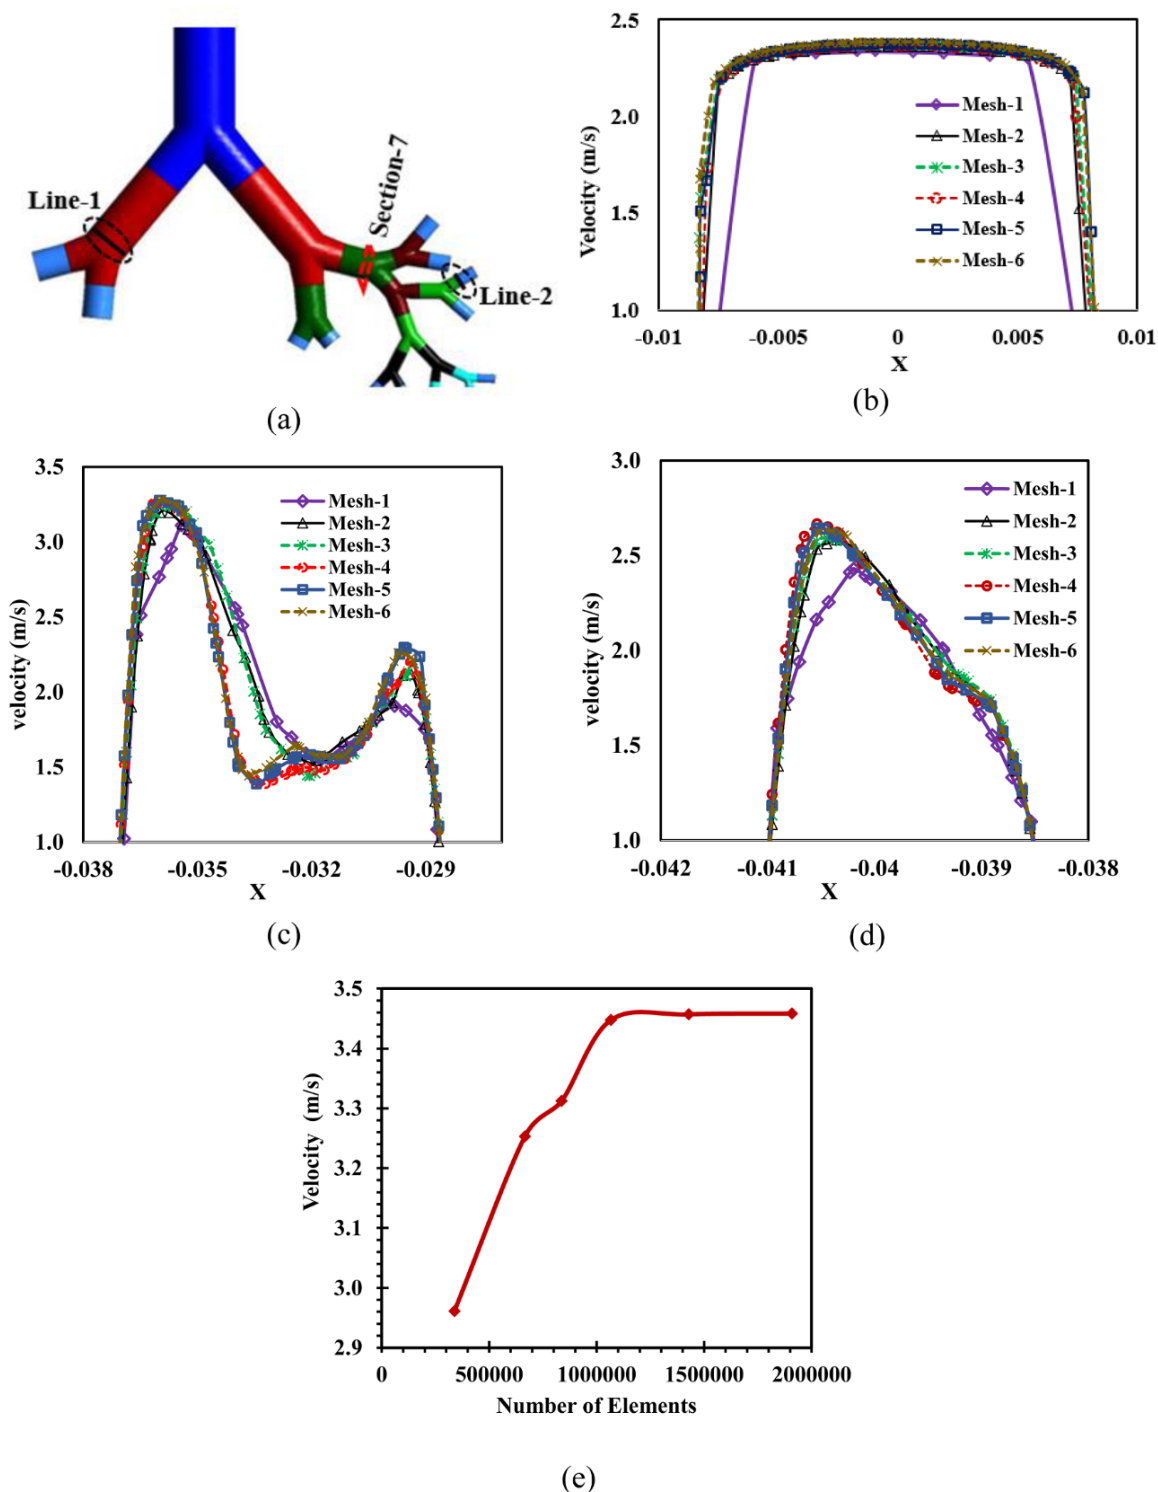 Line-1
Section-7
Line-2
(a)
2.5
2.0
1.5
1.0
Velocity (m/s)
Mesh-1
Mesh-2
Mesh-3
Mesh-4
Mesh-5
Mesh-6
-0.01
-0.005
0
0.005
0.01
X
(b)
3.5
3.0
2.5
2.0
1.5
1.0
velocity (m/s)
Mesh-1
Mesh-2
Mesh-3
Mesh-4
Mesh-5
Mesh-6
-0.038
-0.035
-0.032
-0.029
X
(c)
3.0
2.5
2.0
1.5
1.0
velocity (m/s)
Mesh-1
Mesh-2
Mesh-3
Mesh-4
Mesh-5
Mesh-6
-0.042
-0.041
-0.04
-0.039
-0.038
X
(d)
3.5
3.4
3.3
3.2
3.1
3.0
2.9
Velocity (m/s)
0
500000
1000000
1500000
2000000
Number of Elements
(e)